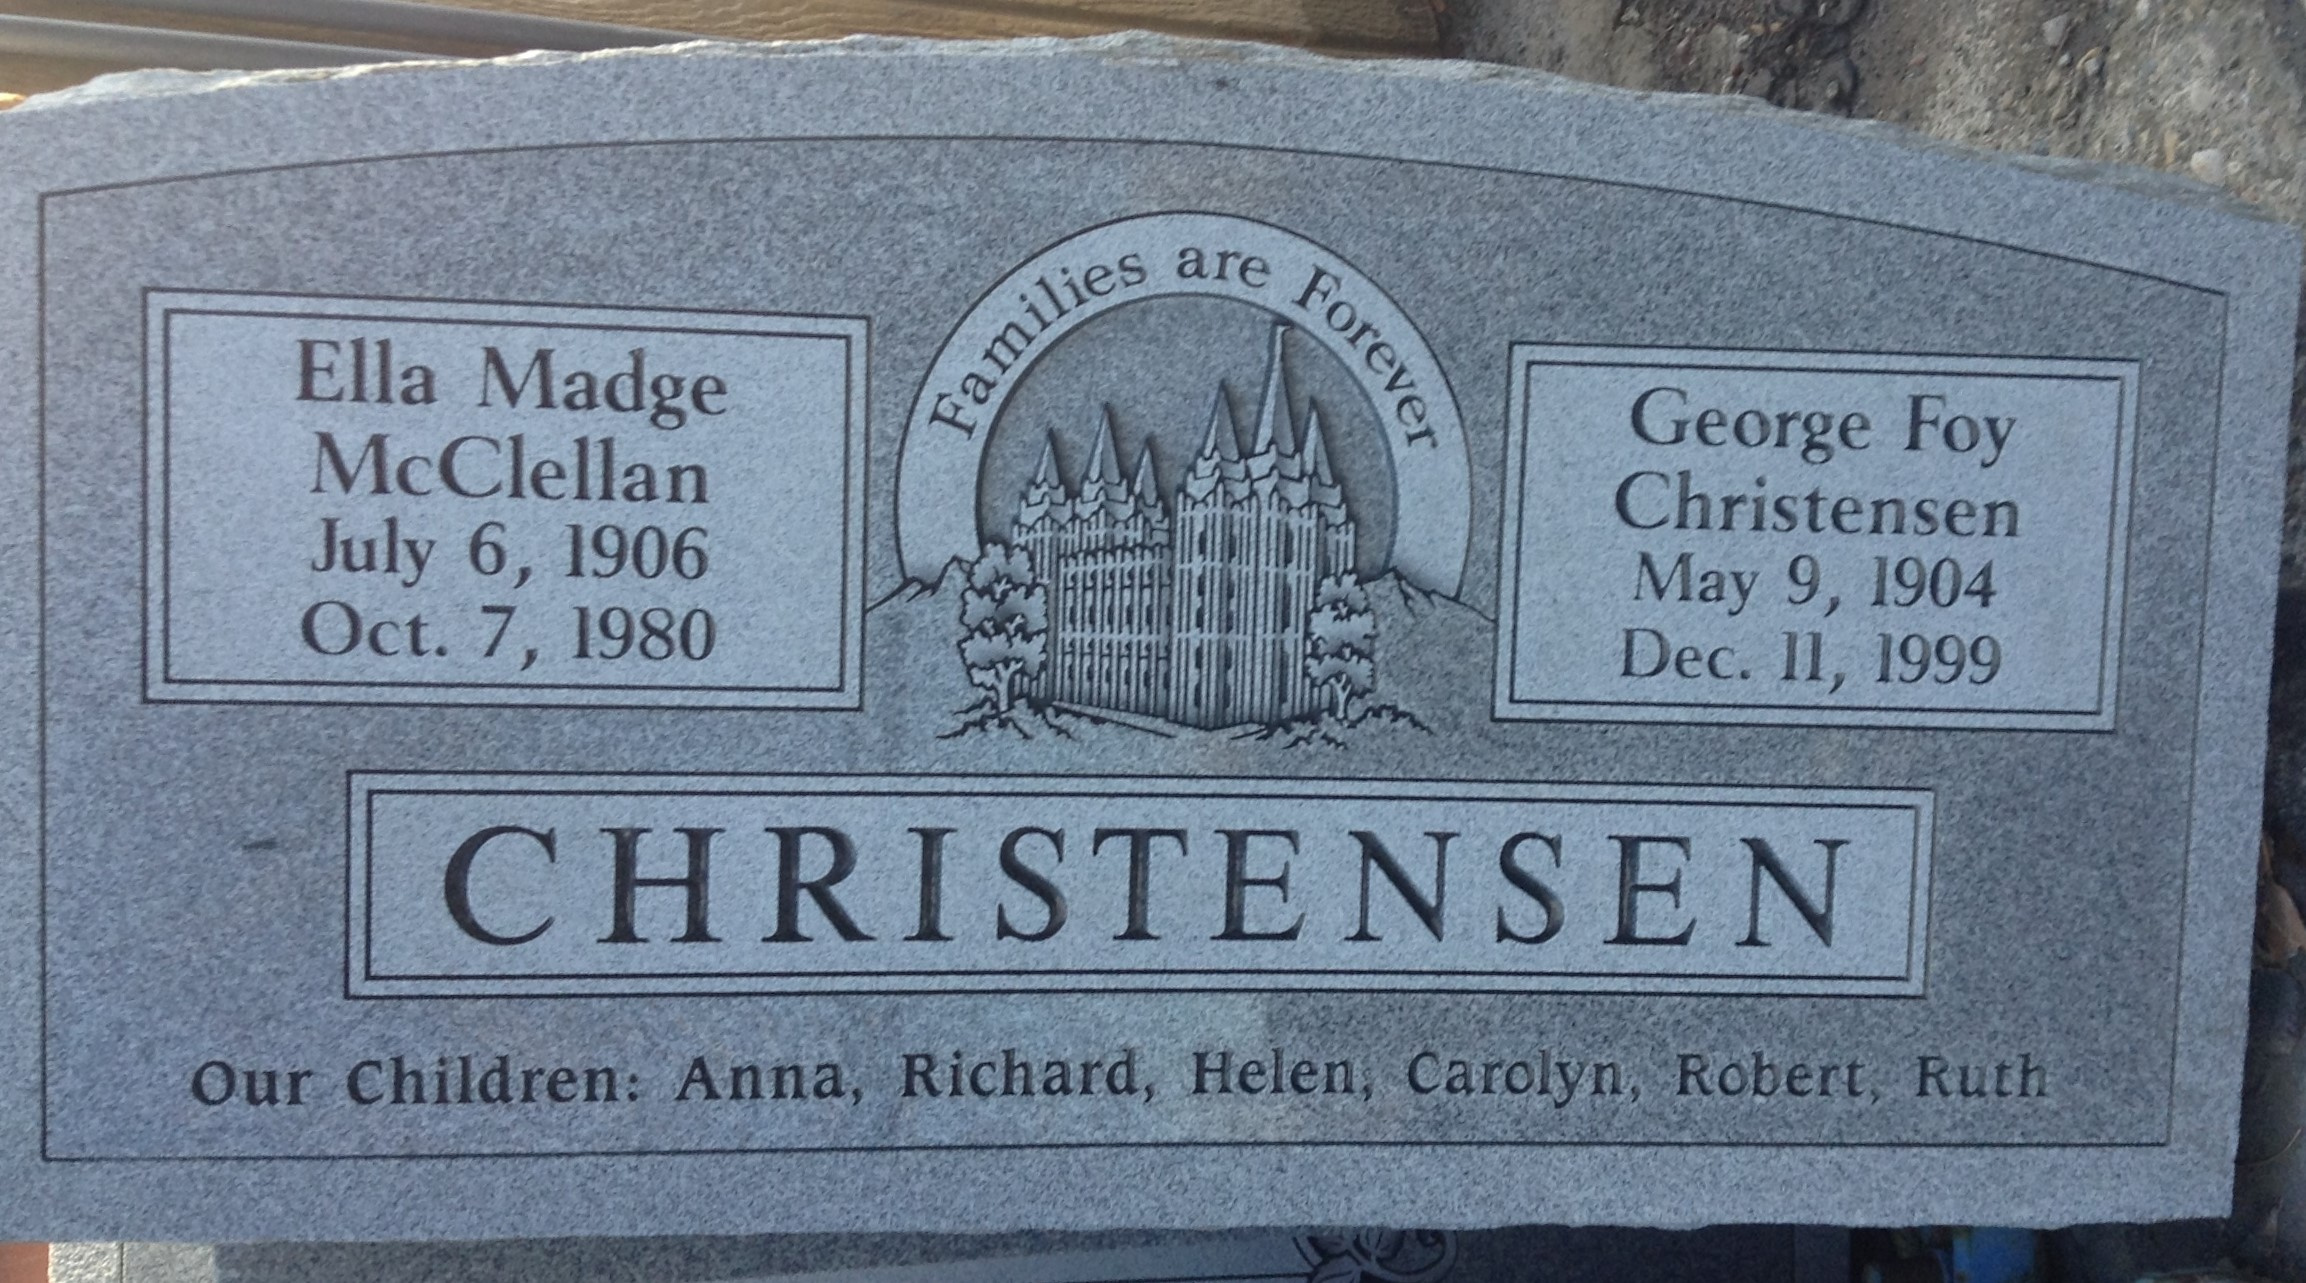 Families are Forever
Ella Madge
McClellan
July 6, 1906
Oct. 7, 1980
George Foy
Christensen
May 9, 1904
Dec. 11, 1999
CHRISTENSEN
Our Children: Anna, Richard, Helen, Carolyn, Robert, Ruth